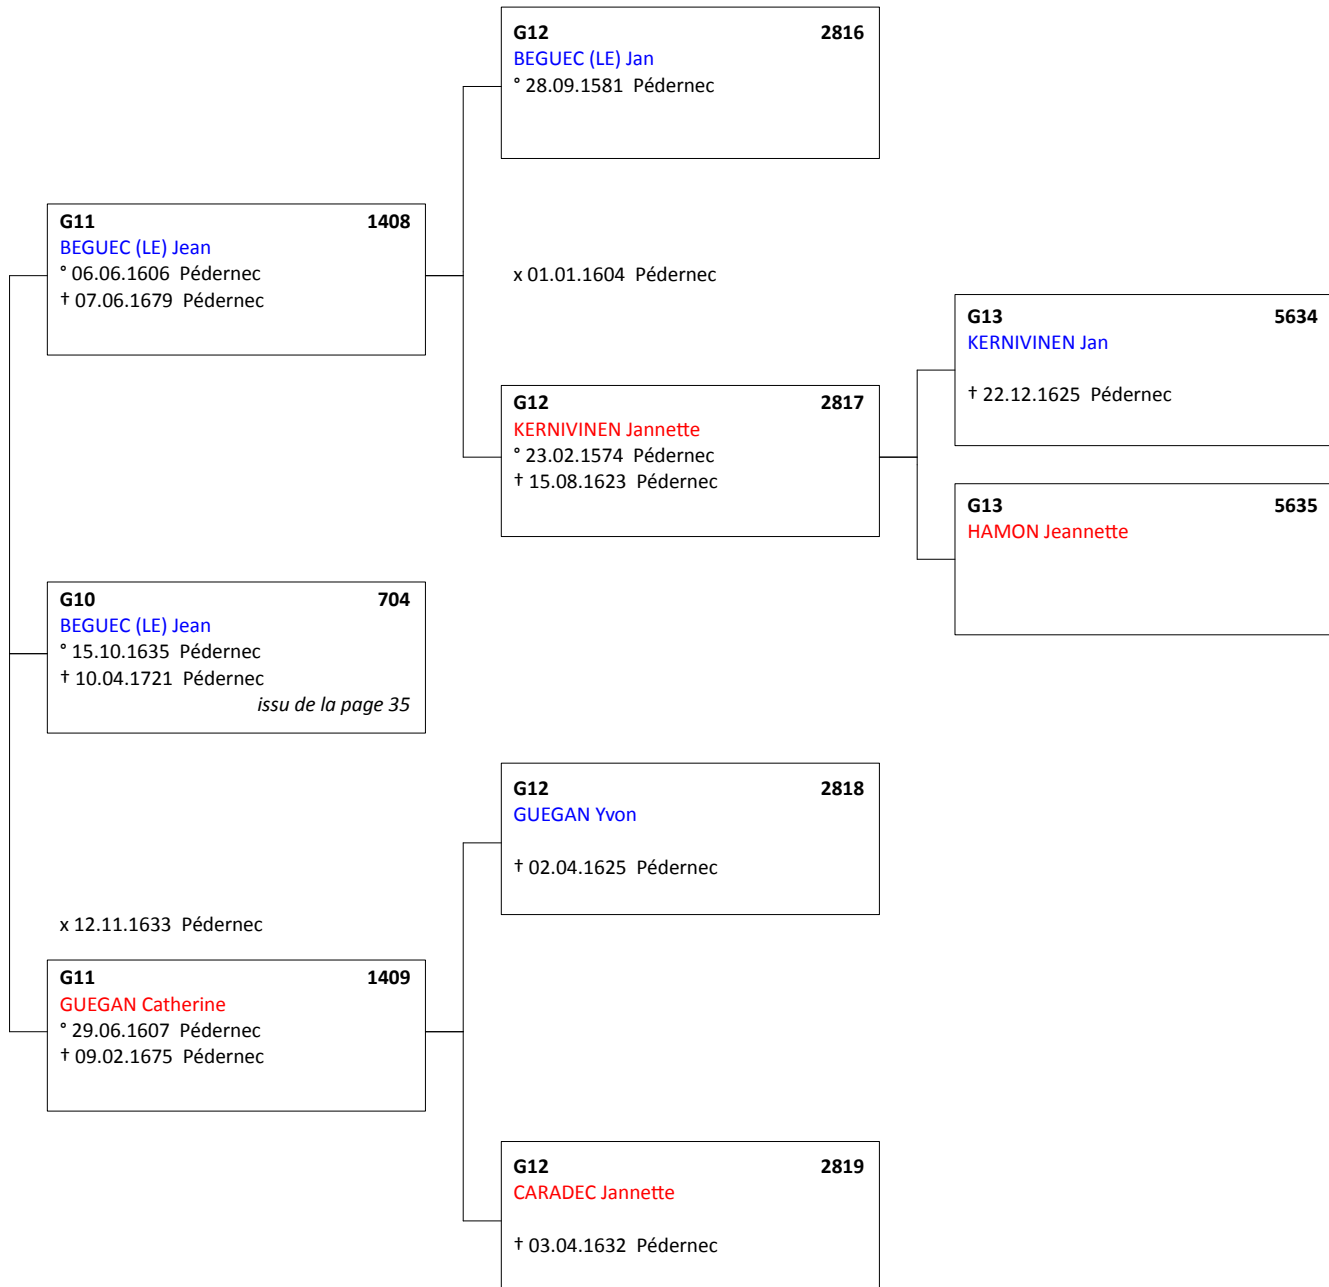 G12 2816
BEGUEC (LE) Jan
° 28.09.1581 Pédernec
G11 1408
BEGUEC (LE) Jean
° 06.06.1606 Pédernec
† 07.06.1679 Pédernec
x 01.01.1604 Pédernec
G13 5634
KERNIVINEN Jan
† 22.12.1625 Pédernec
G12 2817
KERNIVINEN Jannette
° 23.02.1574 Pédernec
† 15.08.1623 Pédernec
G13 5635
HAMON Jeannette
G10 704
BEGUEC (LE) Jean
° 15.10.1635 Pédernec
† 10.04.1721 Pédernec
issu de la page 35
G12 2818
GUEGAN Yvon
† 02.04.1625 Pédernec
x 12.11.1633 Pédernec
G11 1409
GUEGAN Catherine
° 29.06.1607 Pédernec
† 09.02.1675 Pédernec
G12 2819
CARADEC Jannette
† 03.04.1632 Pédernec